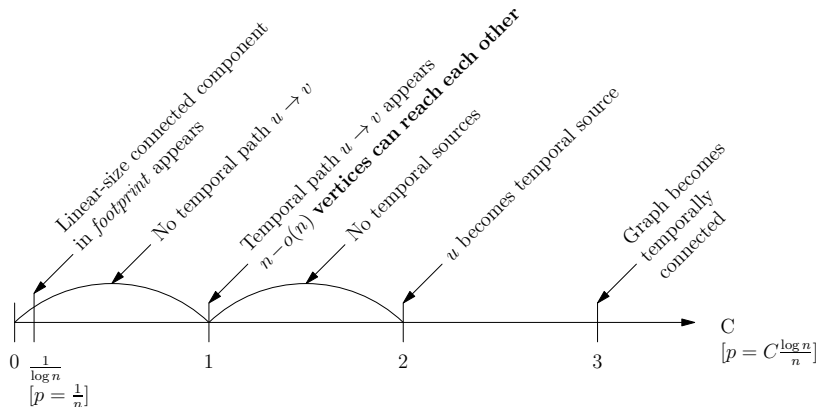 Linear-size connected component
in footprint appears
No temporal path u → v
Temporal path u → v appears
n−o(n) vertices can reach each other
No temporal sources
u becomes temporal source
Graph becomes
temporally
connected
0
1/log n
[p = 1/n]
1
2
3
C
[p = C log n/n]